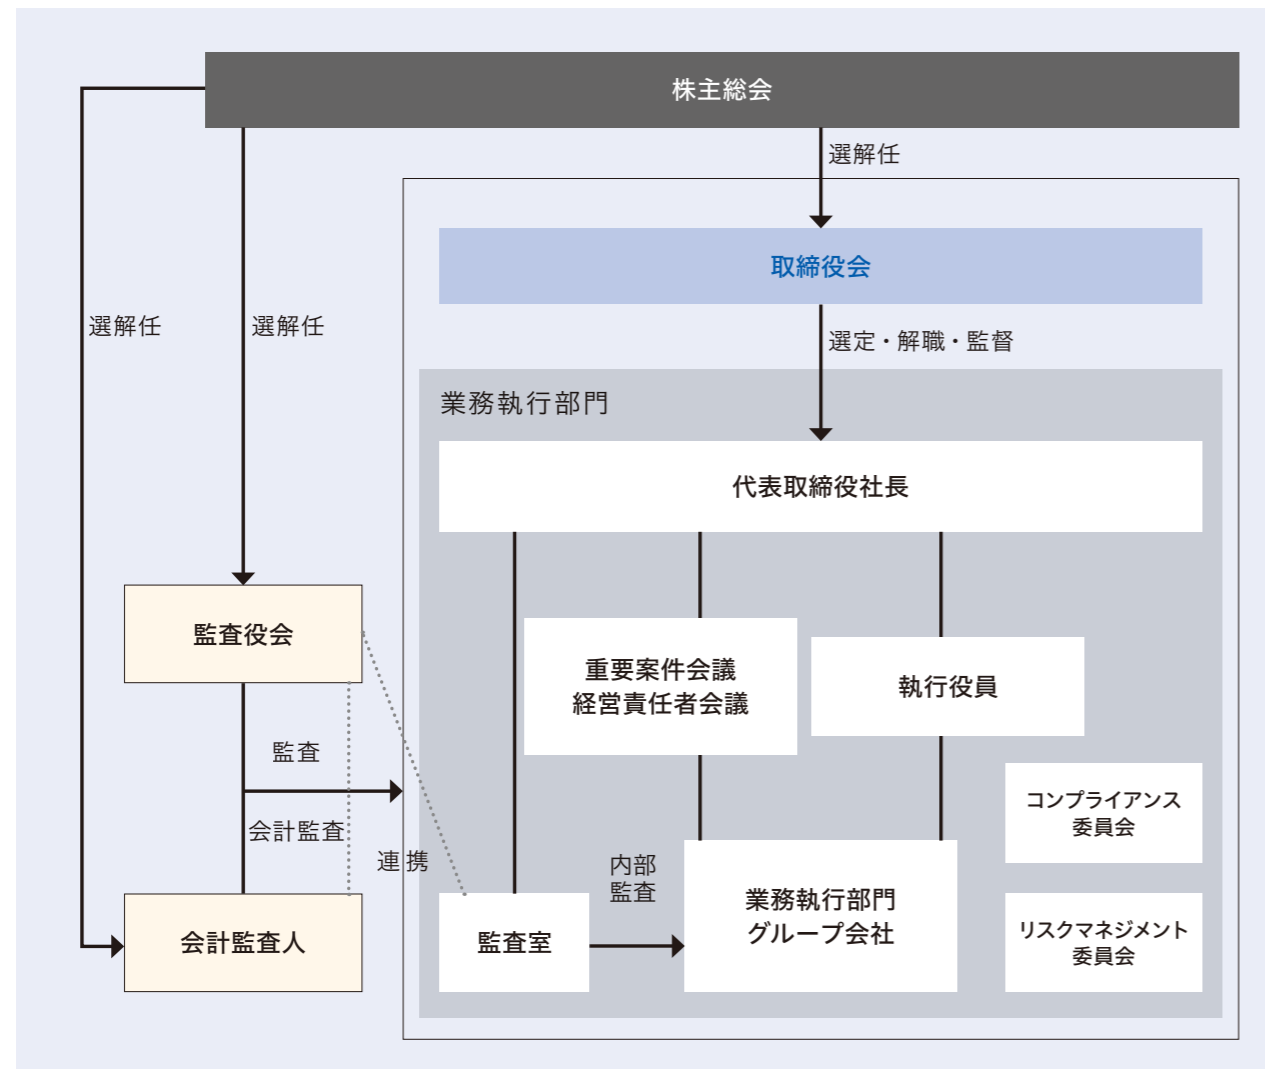 株主総会
選解任
取締役会
選解任
選解任
選定・解職・監督
業務執行部門
代表取締役社長
監査役会
重要案件会議
経営責任者会議
執行役員
監査
コンプライアンス
委員会
会計監査
連携
内部
監査
業務執行部門
グループ会社
会計監査人
監査室
リスクマネジメント
委員会